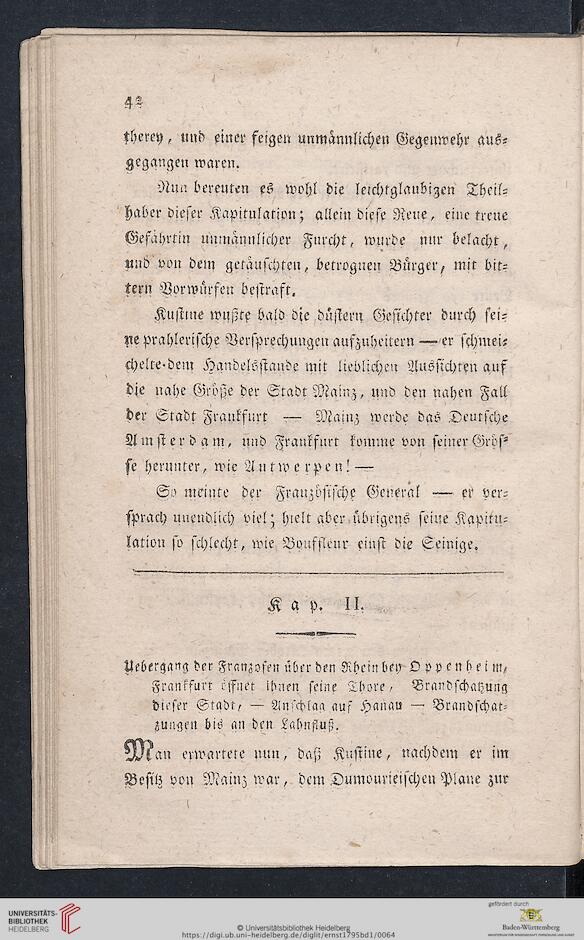 42
therey, und einer feigen unmännlichen Gegenwehr aus-
gegangen waren.
Nun bereuten es wohl die leichtglaubigen Theil-
haber dieser Kapitulation; allein diese Reue, eine treue
Gefährtin unmännlicher Furcht, wurde nur belacht,
und von dem getäuschten, betrognen Bürger, mit bit-
tern Vorwürfen bestraft.
Kustine wußte bald die düstern Gesichter durch sei-
ne prahlerische Versprechungen aufzuheitern — er schmei-
chelte dem Handelsstande mit lieblichen Aussichten auf
die nahe Größe der Stadt Mainz, und den nahen Fall
der Stadt Frankfurt — Mainz werde das Deutsche
Amsterdam, und Frankfurt komme von seiner Grös-
se herunter, wie Antwerpen! —
So meinte der Französische General — er ver-
sprach unendlich viel; hielt aber übrigens seine Kapitu-
lation so schlecht, wie Bouffleur einst die Seinige.
Kap. II.
Uebergang der Franzosen über den Rhein bey Oppenheim,
Frankfurt öffnet ihnen seine Thore, Brandschatzung
dieser Stadt, — Anschlag auf Hanau — Brandschat-
zungen bis an den Lahnfluß.
Man erwartete nun, daß Kustine, nachdem er im
Besitz von Mainz war, dem Dumourieischen Plane zur
UNIVERSITÄTS-
BIBLIOTHEK
HEIDELBERG
© Universitätsbibliothek Heidelberg
https://digi.ub.uni-heidelberg.de/diglit/ernst1795bd1/0064
gefördert durch
Baden-Württemberg